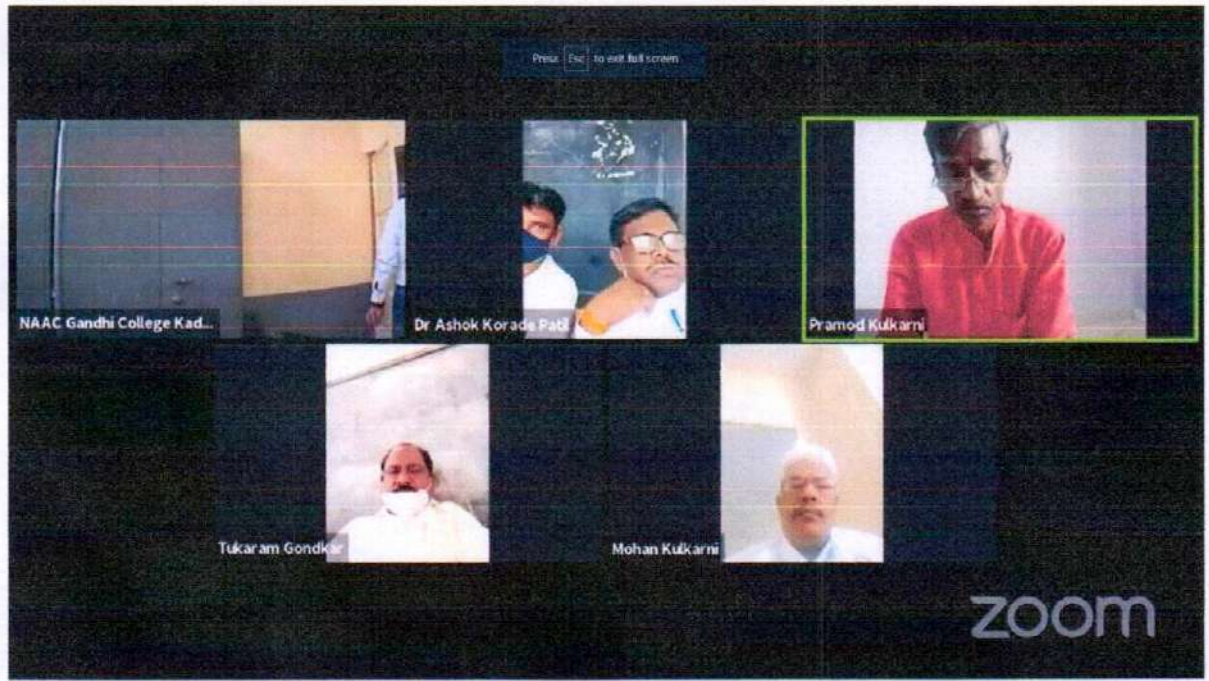 Press Esc to exit full screen
NAAC Gandhi College Kad...
Dr Ashok Korade Patil
Pramod Kulkarni
Tukaram Gondkar
Mohan Kulkarni
zoom